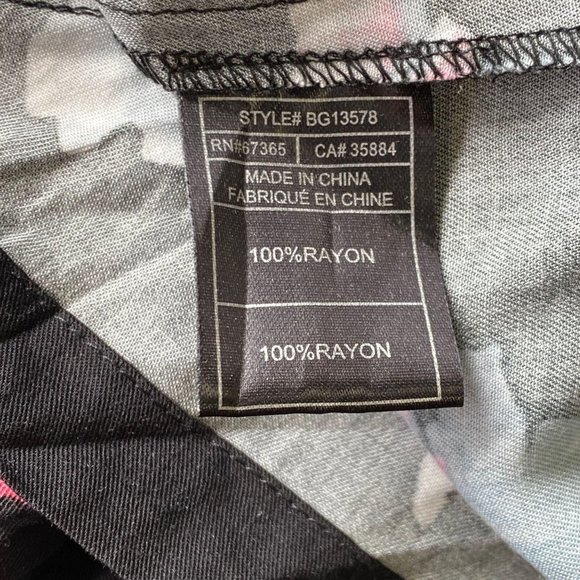 STYLE# BG13578
RN#67365 CA# 35884
MADE IN CHINA
FABRIQUÉ EN CHINE
100%RAYON
100%RAYON